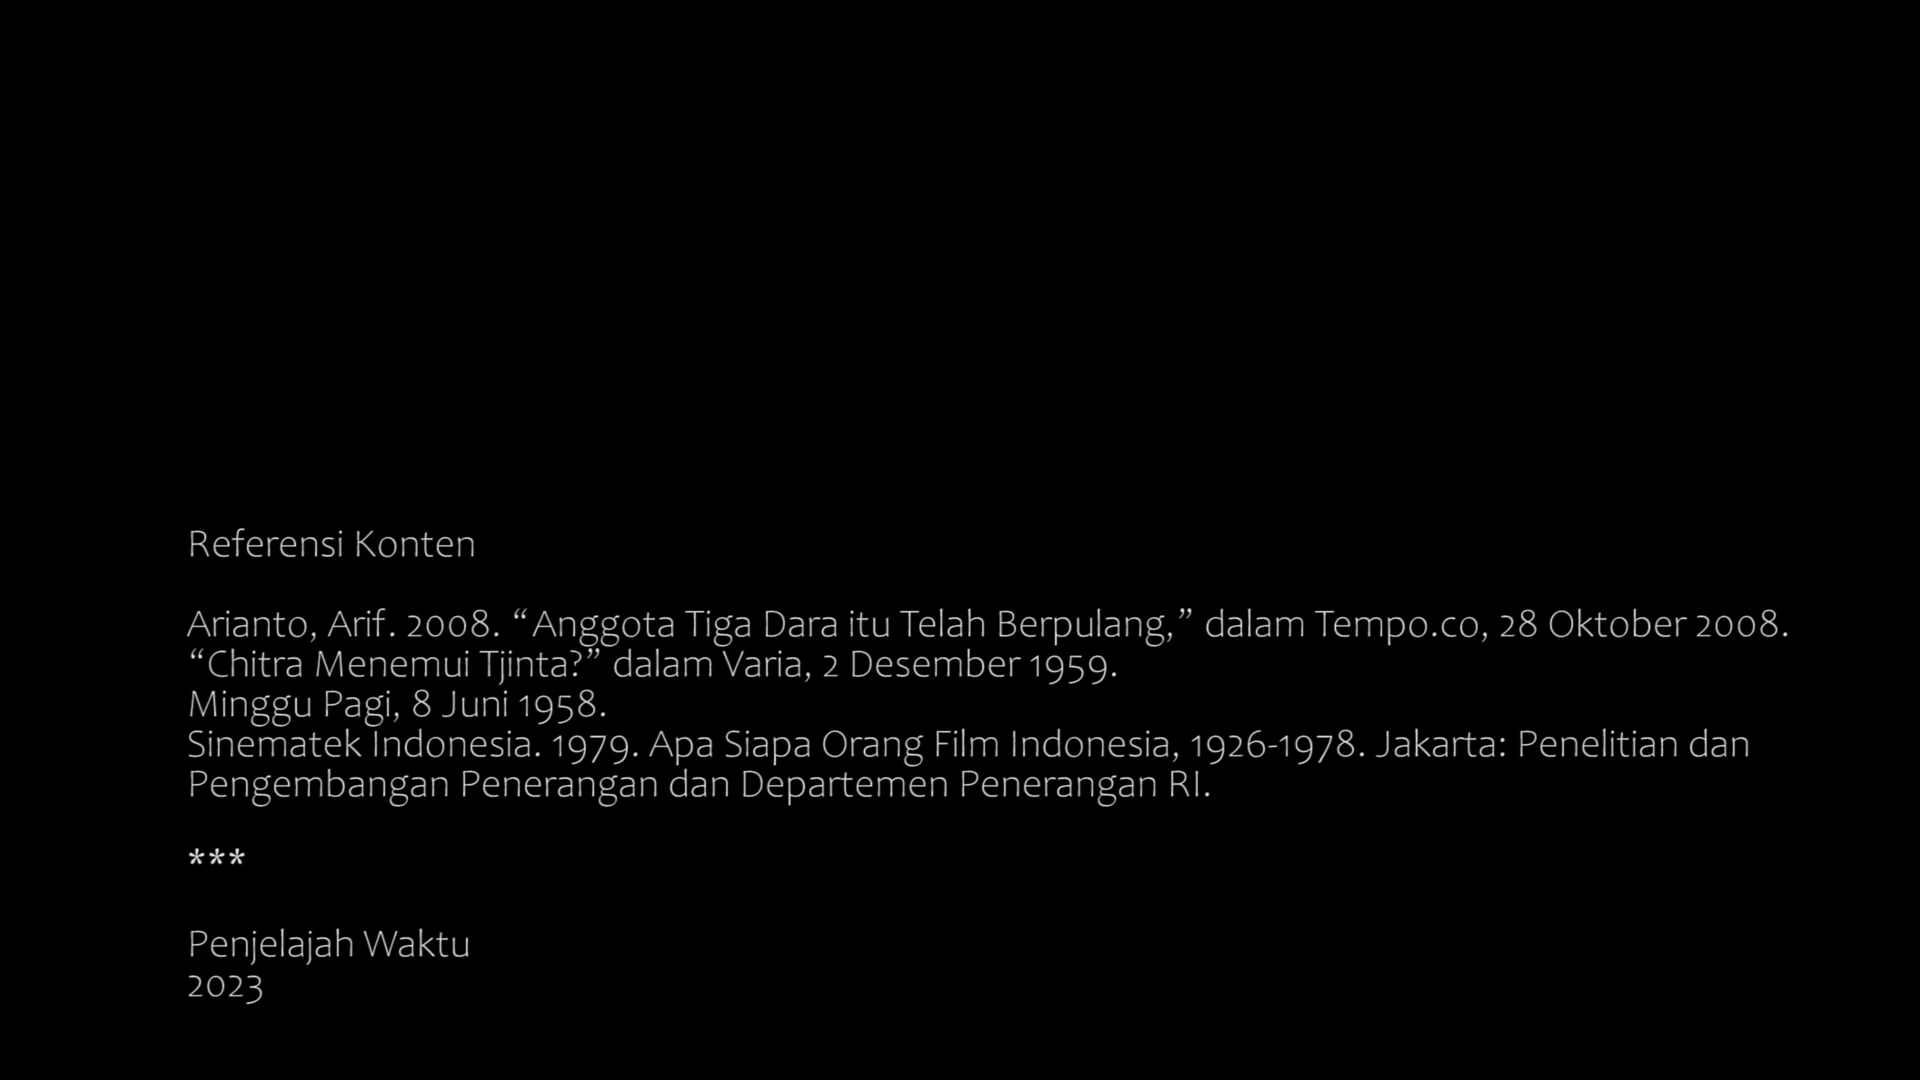 Referensi Konten
Arianto, Arif. 2008. “Anggota Tiga Dara itu Telah Berpulang,” dalam Tempo.co, 28 Oktober 2008.
“Chitra Menemui Tjinta?” dalam Varia, 2 Desember 1959.
Minggu Pagi, 8 Juni 1958.
Sinematek Indonesia. 1979. Apa Siapa Orang Film Indonesia, 1926-1978. Jakarta: Penelitian dan
Pengembangan Penerangan dan Departemen Penerangan RI.
***
Penjelajah Waktu
2023